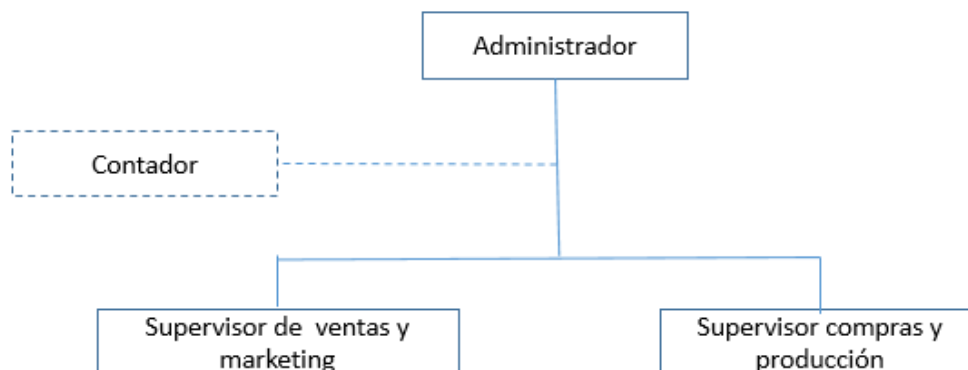 Administrador
Contador
Supervisor de ventas y
marketing
Supervisor compras y
producción